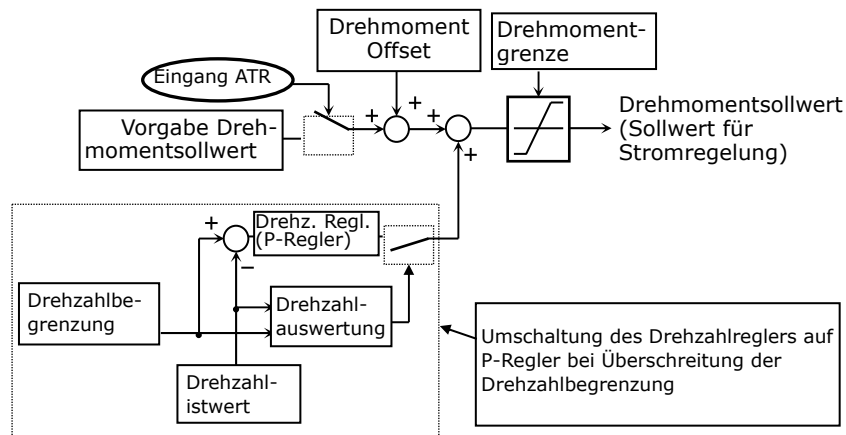 Drehmoment
Offset
Drehmoment-
grenze
Eingang ATR
Vorgabe Dreh-
momentsollwert
+
+
+
+
Drehmomentsollwert
(Sollwert für
Stromregelung)
+
Drehz. Regl.
(P-Regler)
−
Drehzahlbe-
grenzung
Drehzahl-
auswertung
Drehzahl-
istwert
Umschaltung des Drehzahlreglers auf
P-Regler bei Überschreitung der
Drehzahlbegrenzung